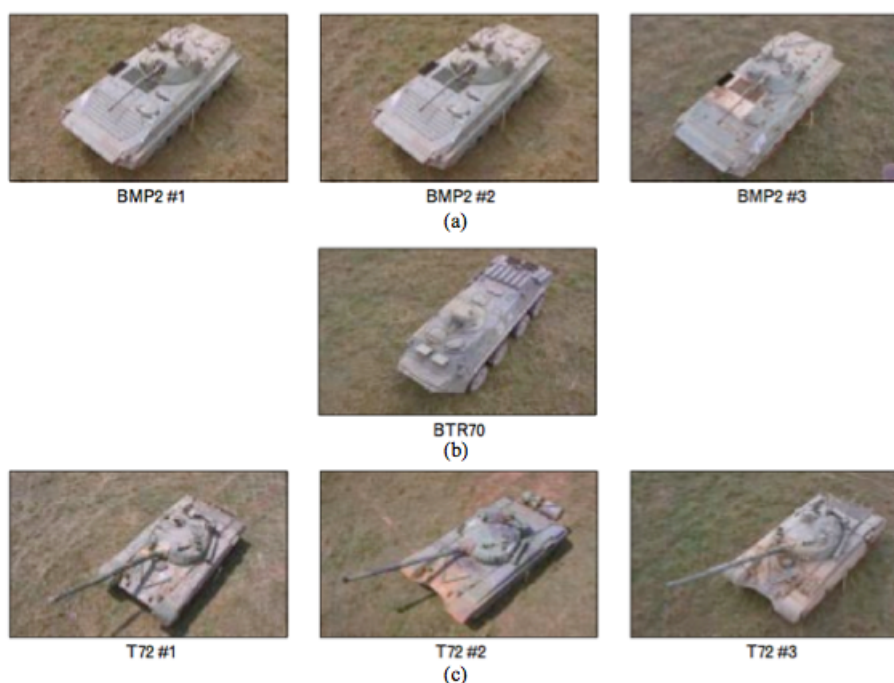 BMP2 #1 BMP2 #2 BMP2 #3
(a)
BTR70
(b)
T72 #1 T72 #2 T72 #3
(c)